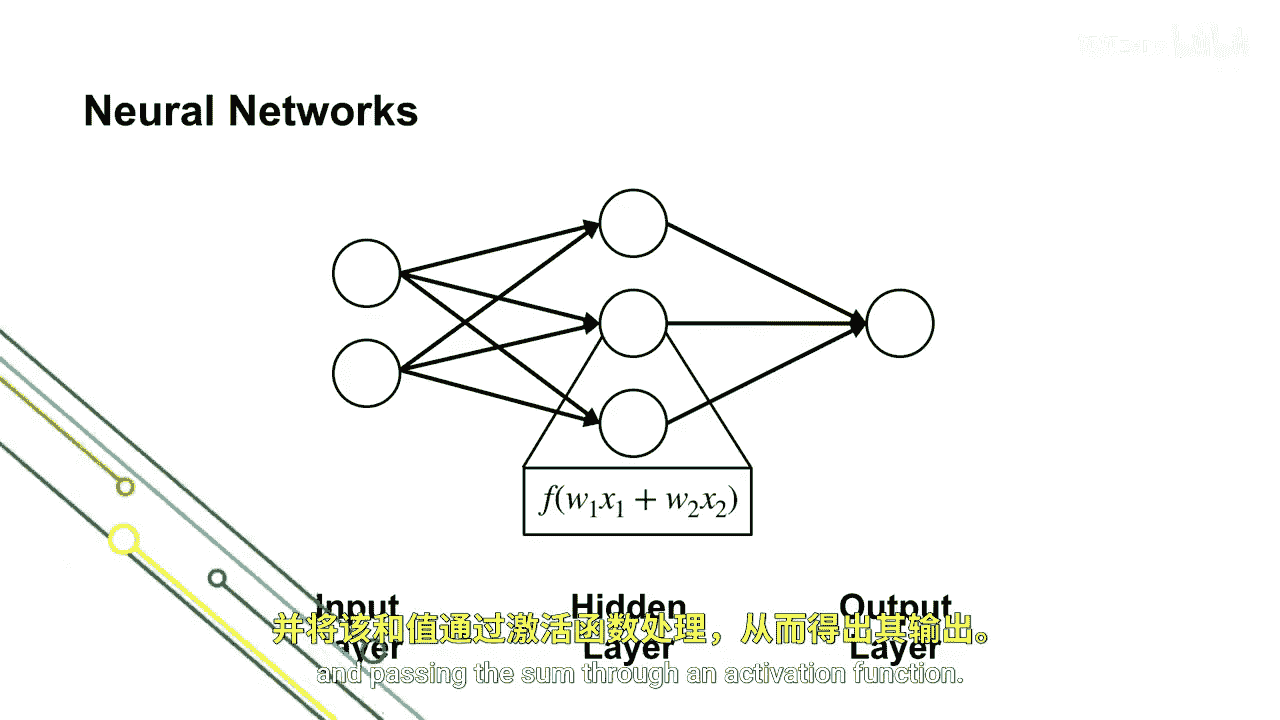 Neural Networks
f(w₁x₁ + w₂x₂)
Input Hidden Output
Layer Layer Layer
并将该和值通过激活函数处理，从而得出其输出。
and passing the sum through an activation function.